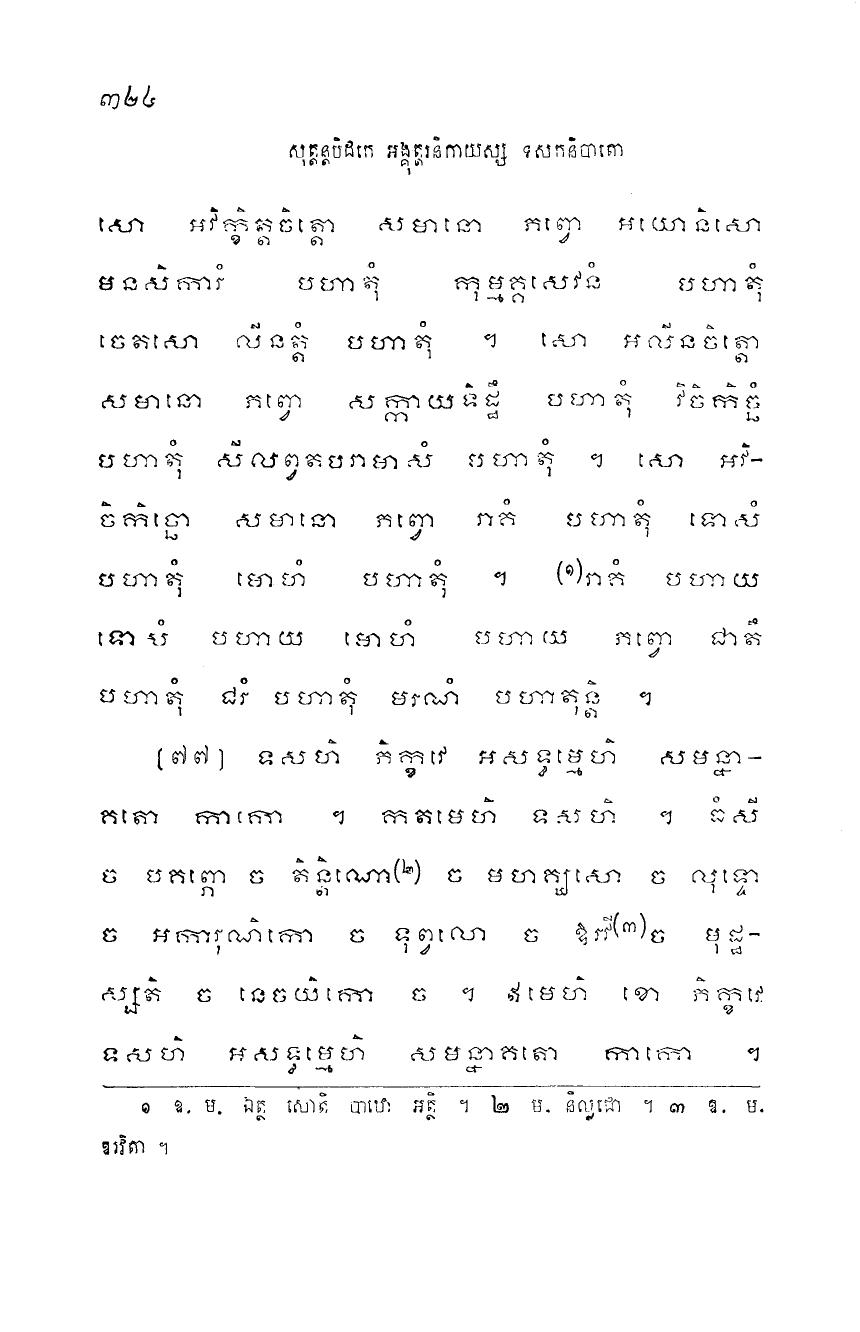 ៣២៤
សុត្តន្តបិដកេ អង្គុត្តរនិកាយស្ស ទសកនិបាតោ
សោ អវិក្ខិត្តចិត្តោ សមានោ ភព្វោ អយោនិសោ
មនសិការំ បហាតុំ កុម្មគ្គសេវនំ បហាតុំ
ចេតសោ លីនត្តំ បហាតុំ ។ សោ អលីនចិត្តោ
សមានោ ភព្វោ សក្កាយទិដ្ឋឹ បហាតុំ វិចិកិច្ឆំ
បហាតុំ សីលព្វតបរាមាសំ បហាតុំ ។ សោ អវិ-
ចិកិច្ឆោ សមានោ ភព្វោ រាគំ បហាតុំ ទោសំ
បហាតុំ មោហំ បហាតុំ ។ (១)រាគំ បហាយ
ទោសំ បហាយ មោហំ បហាយ ភព្វោ ជាតឹ
បហាតុំ ជរំ បហាតុំ មរណំ បហាតុន្តិ ។
[៧៧] ទសហិ ភិក្ខវេ អសទ្ធម្មេហិ សមន្នា-
គតោ កាកោ ។ កតមេហិ ទសហិ ។ ធំសី
ច បគព្ភោ ច តិន្តិណោ(២) ច មហគ្ឃសោ ច លុទ្ទោ
ច អការុណិកោ ច ទុព្វលោ ច ឱរវី(៣)ច មុដ្ឋ-
ស្សតិ ច នេចយិកោ ច ។ ឥមេហិ ខោ ភិក្ខវេ
ទសហិ អសទ្ធម្មេហិ សមន្នាគតោ កាកោ ។
១ ឱ. ម. ឯត្ថ សោតិ បាឋោ អត្ថិ ។ ២ ម. និល្លជោ ។ ៣ ឱ. ម.
ឱរវិតា ។